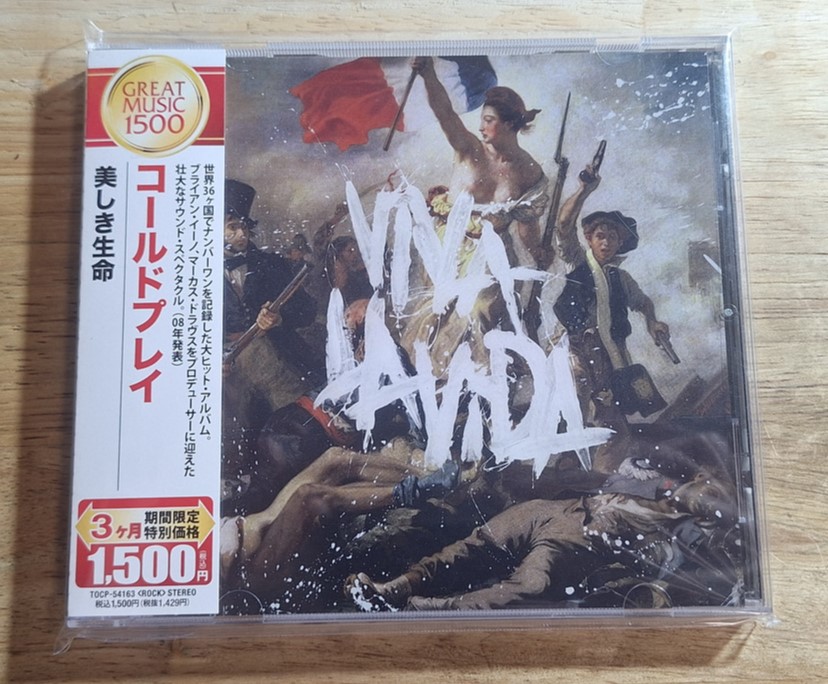 GREAT
MUSIC
1500
コールドプレイ
美しき生命
世界36ヶ国でナンバーワンを記録した大ヒット・アルバム。
ブライアン・イーノ、マーカス・ドラヴスをプロデューサーに迎えた
壮大なサウンド・スペクタクル。(08年発表)
3ヶ月 期間限定
特別価格
1,500円(税込)
TOCP-54163 <ROCK> STEREO
税込1,500円(税抜1,429円)
VIVA
LA VIDA